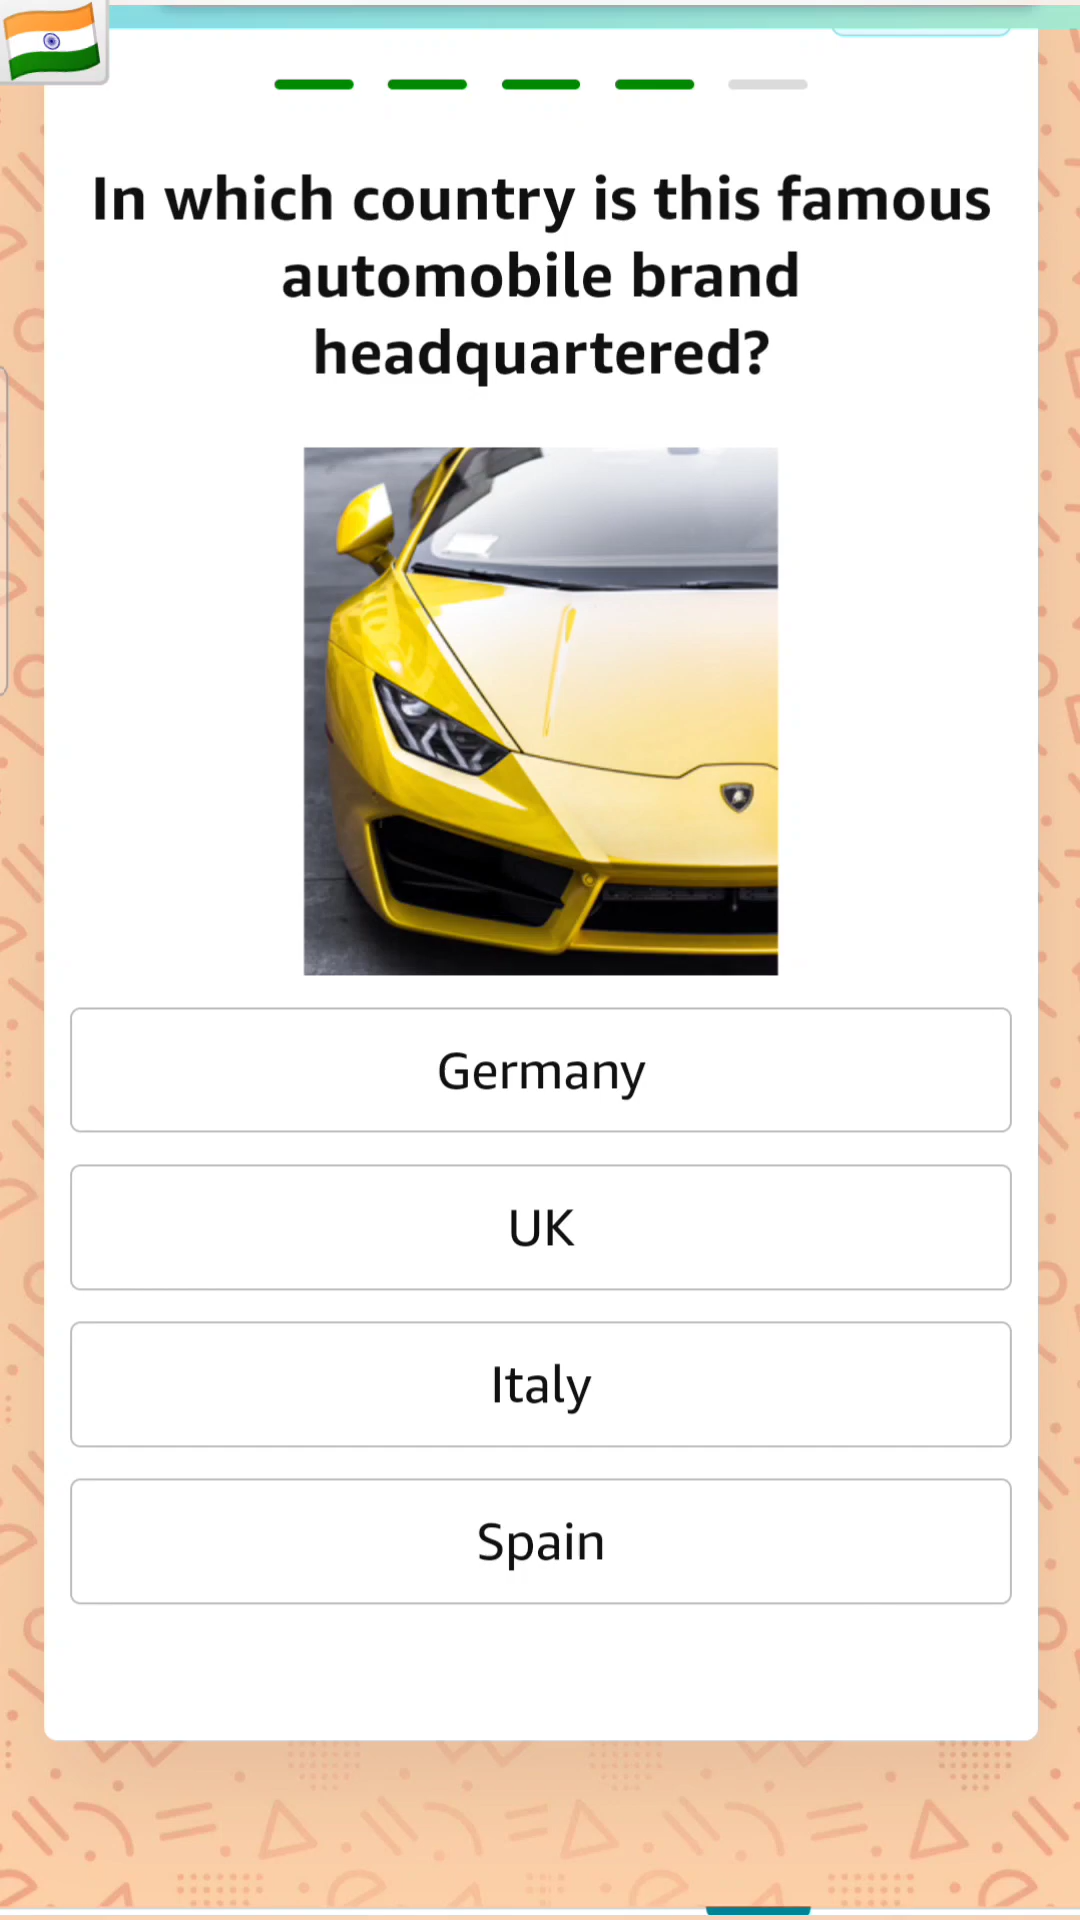 In which country is this famous
automobile brand
headquartered?
Germany
UK
Italy
Spain